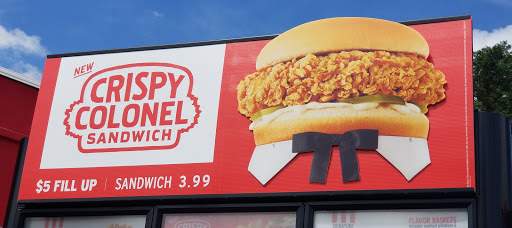 NEW
CRISPY
COLONEL
SANDWICH
$5 FILL UP | SANDWICH 3.99
FLAVOR BASKETS